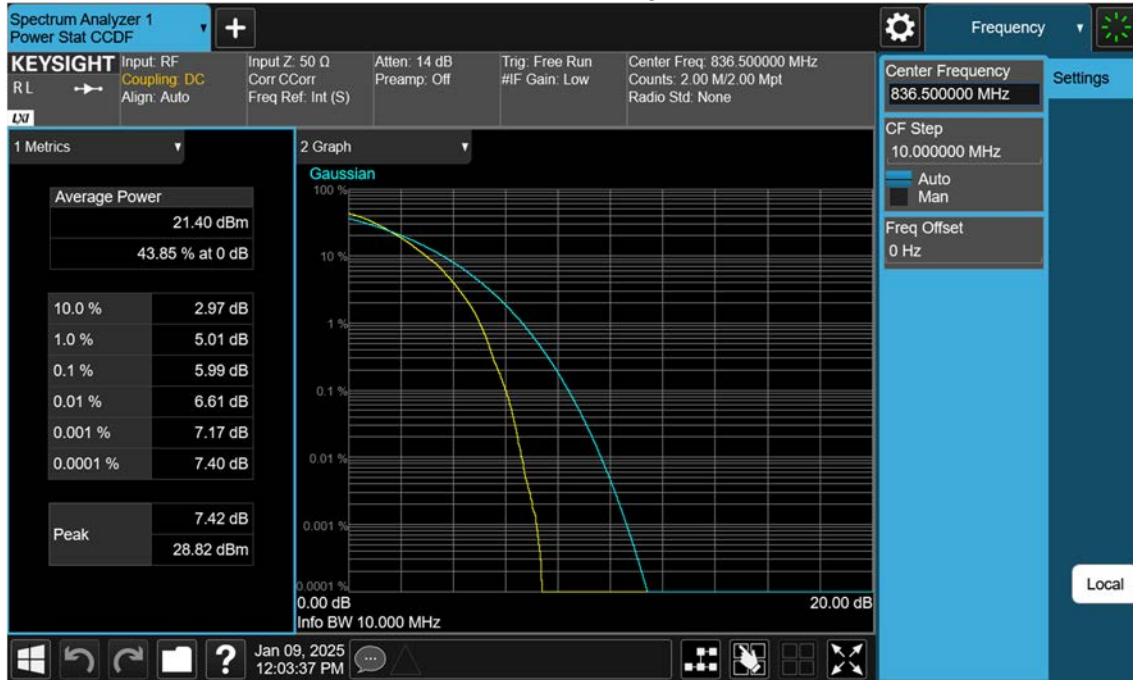 Spectrum Analyzer 1
Power Stat CCDF
Frequency
KEYSIGHT
RL
LXI
Input: RF
Coupling: DC
Align: Auto
Input Z: 50 Ω
Corr CCorr
Freq Ref: Int (S)
Atten: 14 dB
Preamp: Off
Trig: Free Run
#IF Gain: Low
Center Freq: 836.500000 MHz
Counts: 2.00 M/2.00 Mpt
Radio Std: None
Center Frequency
836.500000 MHz
Settings
CF Step
10.000000 MHz
Auto
Man
Freq Offset
0 Hz
1 Metrics
Average Power
21.40 dBm
43.85 % at 0 dB
10.0 % 2.97 dB
1.0 % 5.01 dB
0.1 % 5.99 dB
0.01 % 6.61 dB
0.001 % 7.17 dB
0.0001 % 7.40 dB
Peak 7.42 dB
28.82 dBm
2 Graph
Gaussian
100 %
10 %
1 %
0.1 %
0.01 %
0.001 %
0.0001 %
0.00 dB 20.00 dB
Info BW 10.000 MHz
Local
? Jan 09, 2025
12:03:37 PM